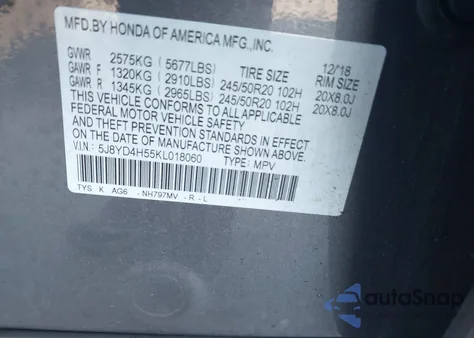 MFD.BY HONDA OF AMERICA MFG.,INC. 12/'18
GVWR 2575KG ( 5677LBS) TIRE SIZE RIM SIZE
GAWR F 1320KG ( 2910LBS) 245/50R20 102H 20X8.0J
GAWR R 1345KG ( 2965LBS) 245/50R20 102H 20X8.0J
THIS VEHICLE CONFORMS TO ALL APPLICABLE
FEDERAL MOTOR VEHICLE SAFETY
AND THEFT PREVENTION STANDARDS IN EFFECT
ON THE DATE OF MANUFACTURE SHOWN ABOVE.
V.I.N: 5J8YD4H55KL018060 TYPE: MPV
TYS K AG6 - NH797MV - R - L
autoSnap